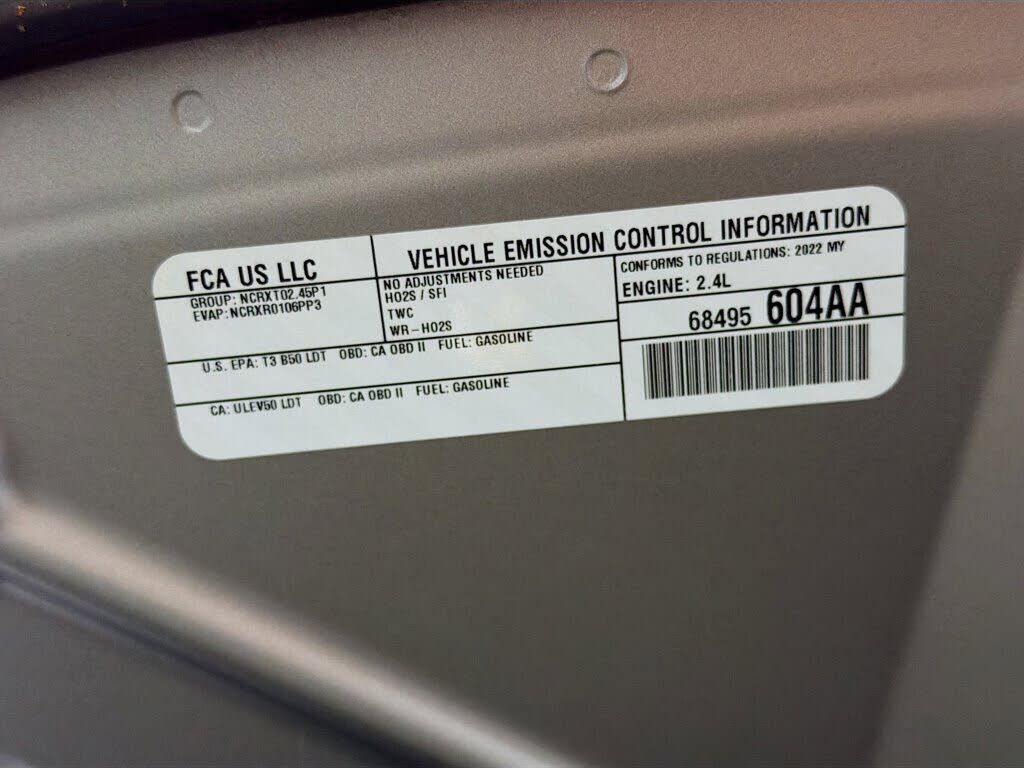 FCA US LLC
GROUP: NCRXT02.45P1
EVAP: NCRXR0106PP3
VEHICLE EMISSION CONTROL INFORMATION
NO ADJUSTMENTS NEEDED
HO2S / SFI
TWC
WR-HO2S
CONFORMS TO REGULATIONS: 2022 MY
ENGINE: 2.4L
68495 604AA
U.S. EPA: T3 B50 LDT OBD: CA OBD II FUEL: GASOLINE
CA: ULEV50 LDT OBD: CA OBD II FUEL: GASOLINE